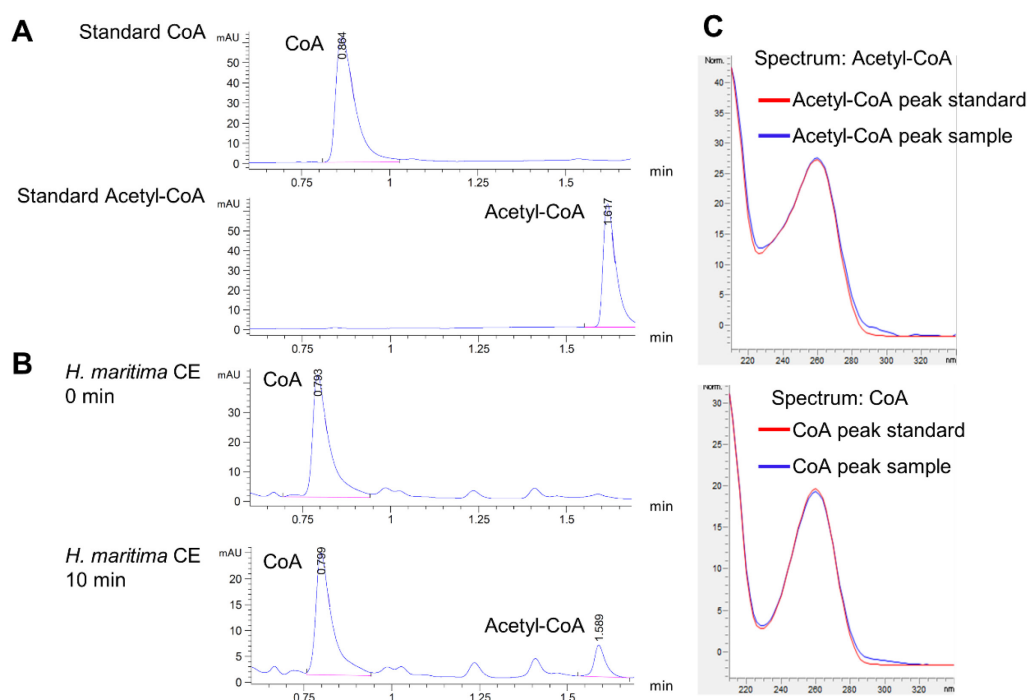 A
Standard CoA
mAU
CoA
0.864
50
40
30
20
10
0
0.75
1
1.25
1.5
min
Standard Acetyl-CoA
mAU
Acetyl-CoA
1.617
50
40
30
20
10
0
0.75
1
1.25
1.5
min
B
H. maritima CE
0 min
mAU
CoA
0.793
30
20
10
0
0.75
1
1.25
1.5
min
H. maritima CE
10 min
mAU
CoA
0.799
Acetyl-CoA
1.589
20
15
10
5
0
0.75
1
1.25
1.5
min
C
Norm.
Spectrum: Acetyl-CoA
Acetyl-CoA peak standard
Acetyl-CoA peak sample
40
35
30
25
20
15
10
5
0
220 240 260 280 300 320 nm
Norm.
Spectrum: CoA
CoA peak standard
CoA peak sample
30
25
20
15
10
5
0
220 240 260 280 300 320 nm